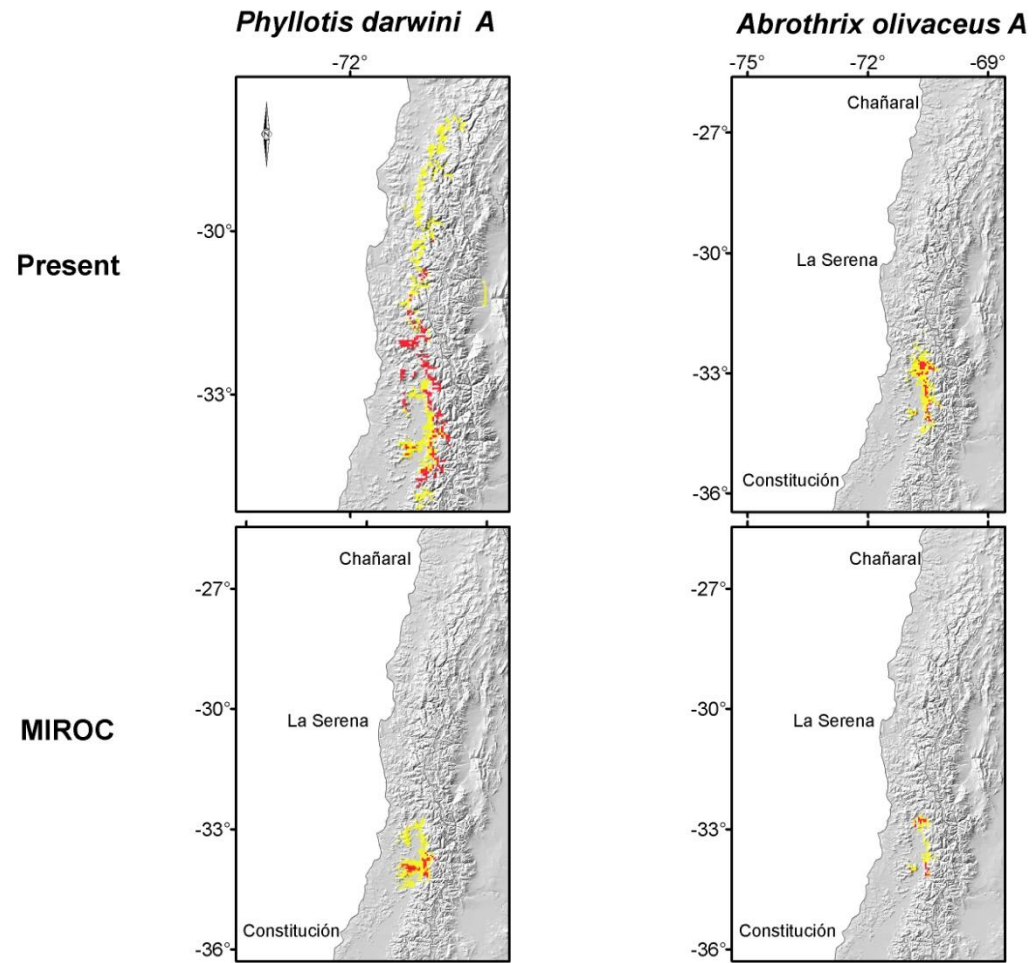 Phyllotis darwini A
Abrothrix olivaceus A
-72°
-75° -72° -69°
Present
-30°
-33°
Chañaral
-27°
-30°
La Serena
-33°
-36°
Constitución
MIROC
Chañaral
-27°
-30°
La Serena
-33°
Constitución
-36°
Chañaral
-27°
-30°
La Serena
-33°
Constitución
-36°